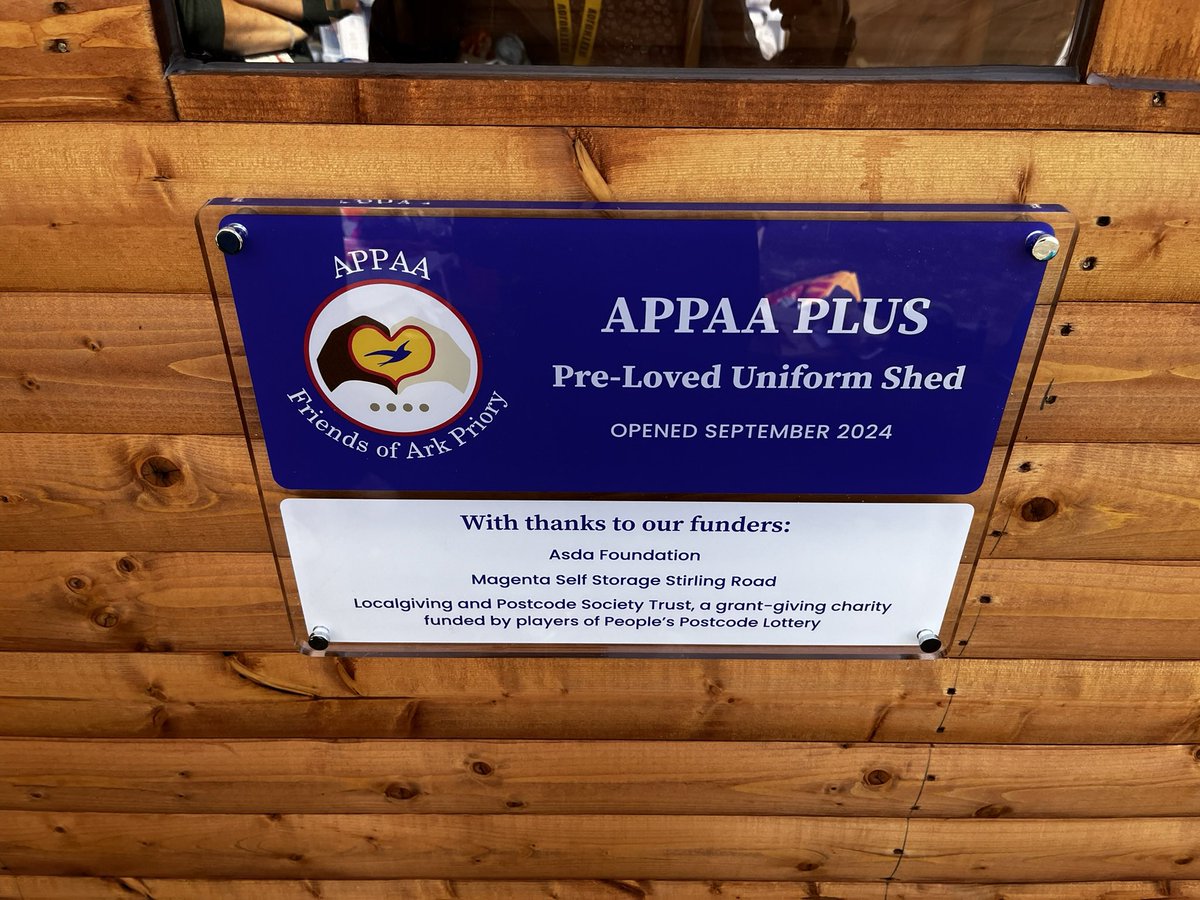 APPAA
Friends of Ark Priory
APPAA PLUS
Pre-Loved Uniform Shed
OPENED SEPTEMBER 2024
With thanks to our funders:
Asda Foundation
Magenta Self Storage Stirling Road
Localgiving and Postcode Society Trust, a grant-giving charity
funded by players of People's Postcode Lottery